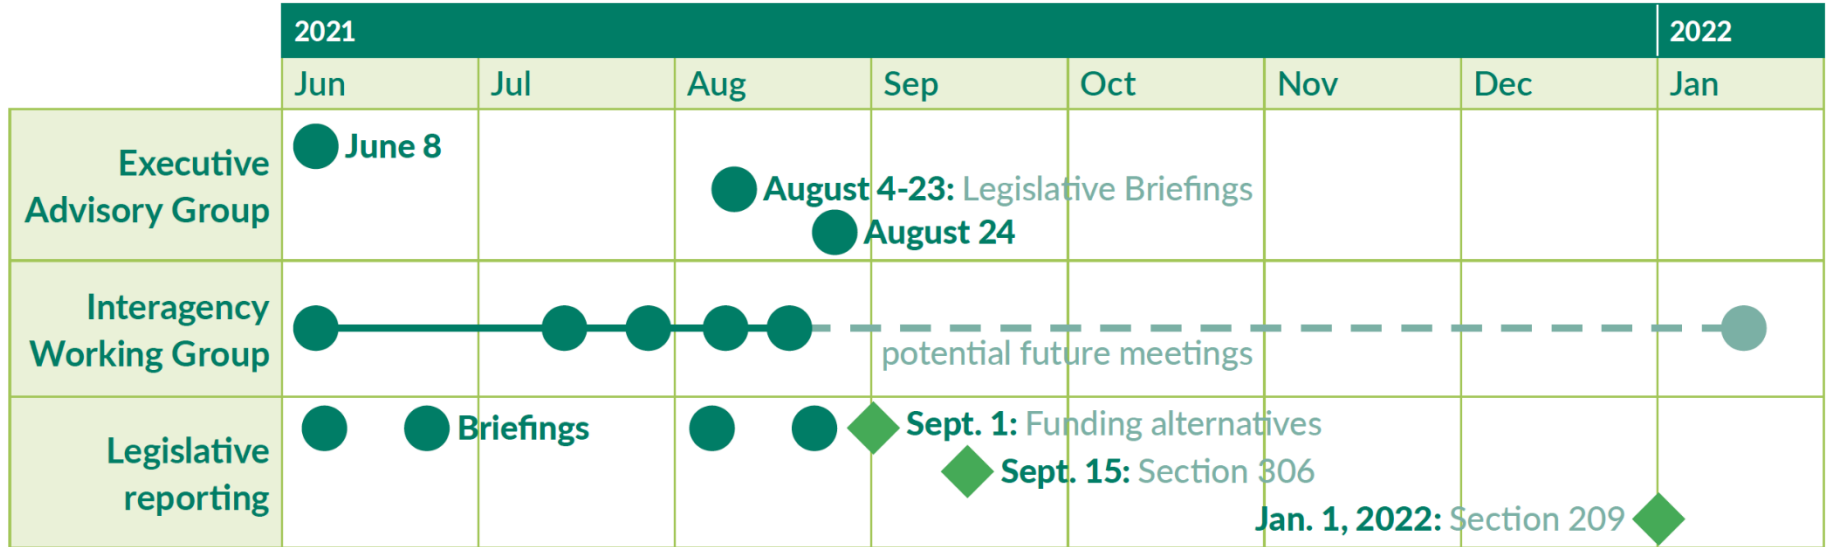 2021 2022
Jun Jul Aug Sep Oct Nov Dec Jan
Executive
Advisory Group
June 8
August 4-23: Legislative Briefings
August 24
Interagency
Working Group
potential future meetings
Legislative
reporting
Briefings
Sept. 1: Funding alternatives
Sept. 15: Section 306
Jan. 1, 2022: Section 209